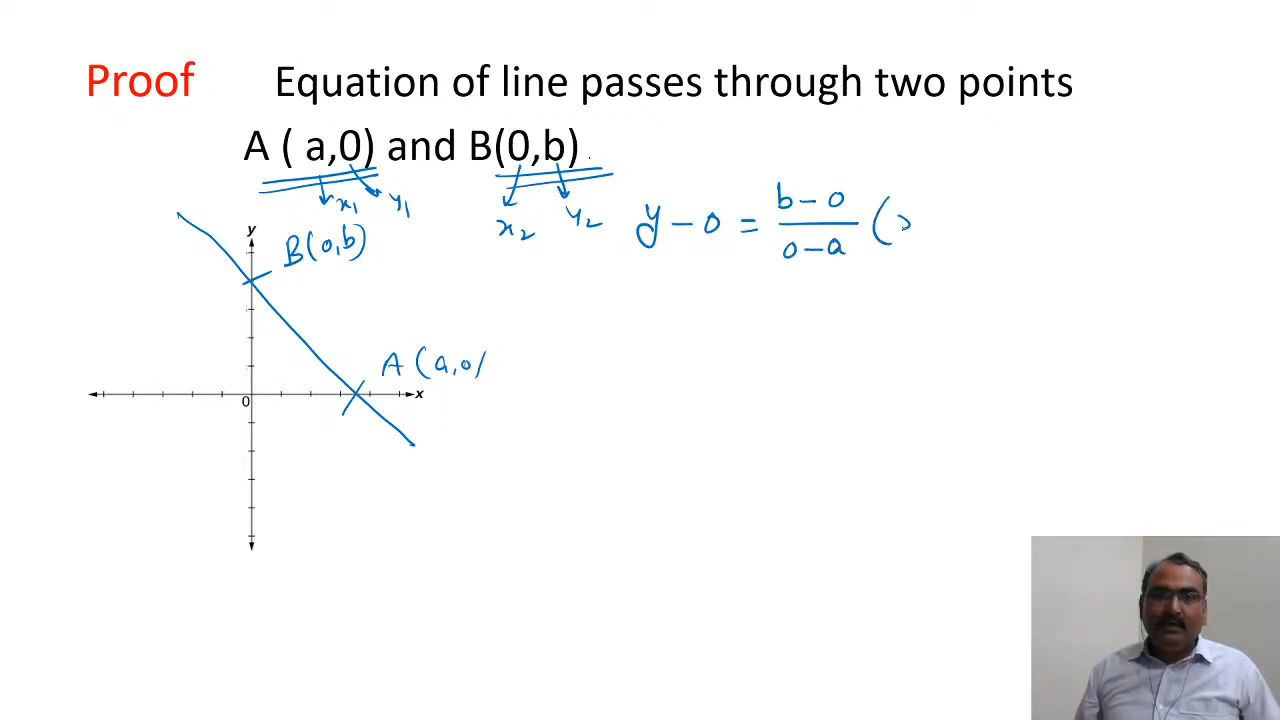 Proof Equation of line passes through two points
A ( a,0) and B(0,b) .
x₁ y₁ x₂ y₂
y - 0 = \frac{b-0}{0-a} (
y
B(0,b)
A (a,0)
0 x